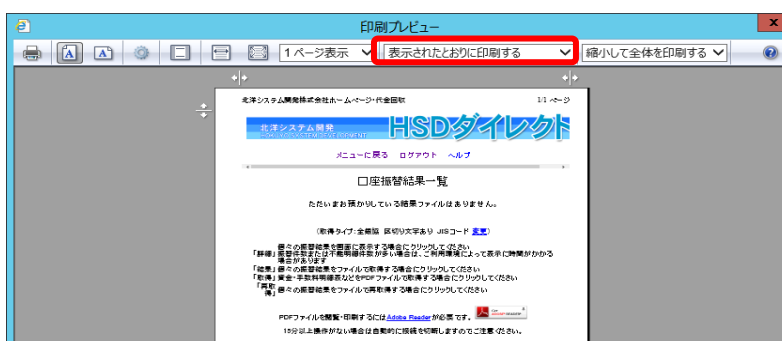 印刷プレビュー
1 ページ表示
表示されたとおりに印刷する
縮小して全体を印刷する
北洋システム開発株式会社ホームページ・代金回収
1/1 ページ
北洋システム開発
HOKUYO SYSTEMS DEVELOPMENT
HSDダイレクト
メニューに戻る ログアウト ヘルプ
口座振替結果一覧
ただいまお預かりしている結果ファイルはありません。
（取得タイプ:全銀協 区切り文字あり JISコード 変更）
個々の振替結果を画面に表示する場合にクリックしてください
「詳細」振替件数または不能明細件数が多い場合は、ご利用環境によって表示に時間がかかる
場合があります
「結果」個々の振替結果をファイルで取得する場合にクリックしてください
「取得」資金・手数料明細表などをPDFファイルで取得する場合にクリックしてください
「再取得」個々の振替結果をファイルで再取得する場合にクリックしてください
PDFファイルを閲覧・印刷するにはAdobe Readerが必要です。
15分以上操作がない場合は自動的に接続を切断しますのでご注意ください。